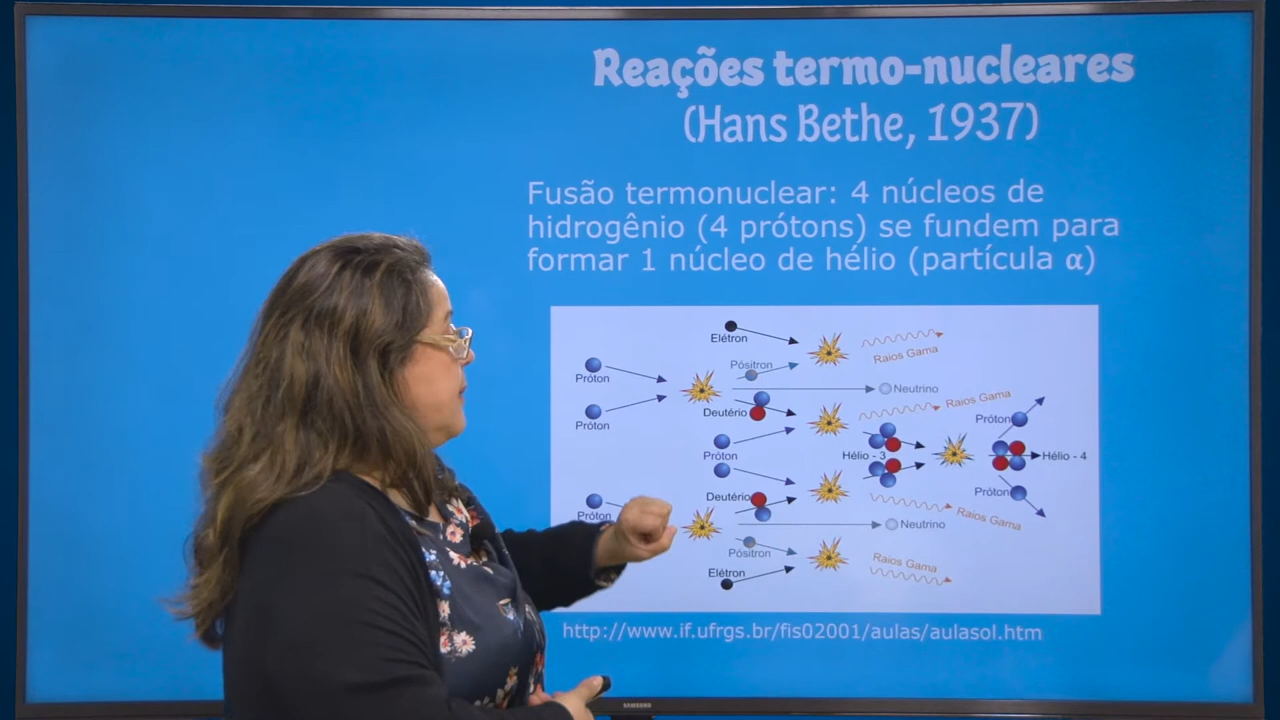 Reações termo-nucleares
(Hans Bethe, 1937)
Fusão termonuclear: 4 núcleos de
hidrogênio (4 prótons) se fundem para
formar 1 núcleo de hélio (partícula α)
Elétron
Raios Gama
Pósitron
Próton
Neutrino
Raios Gama
Deutério
Próton
Próton
Próton
Hélio - 3
Hélio - 4
Deutério
Próton
Próton
Raios Gama
Neutrino
Pósitron
Raios Gama
Elétron
http://www.if.ufrgs.br/fis02001/aulas/aulasol.htm
SAMSUNG